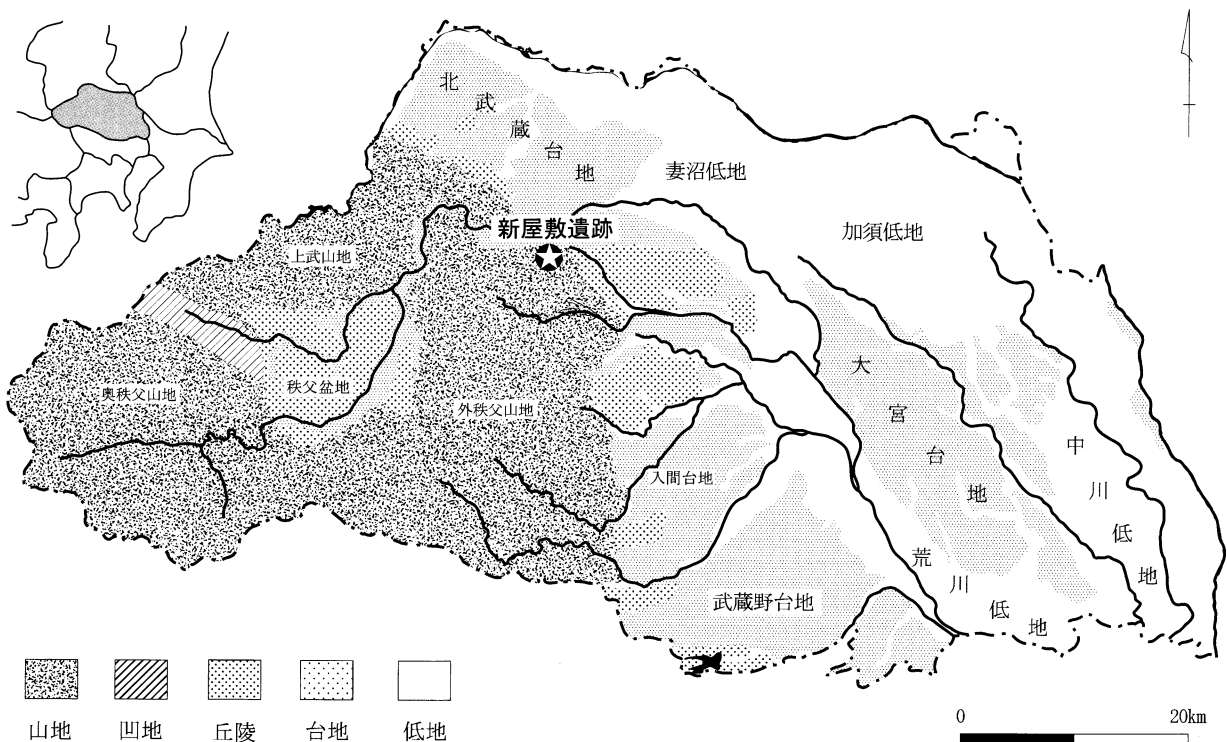 北武蔵台地
妻沼低地
加須低地
新屋敷遺跡
上武山地
奥秩父山地
秩父盆地
外秩父山地
大宮台地
中川低地
入間台地
荒川低地
武蔵野台地
山地
凹地
丘陵
台地
低地
0
20km